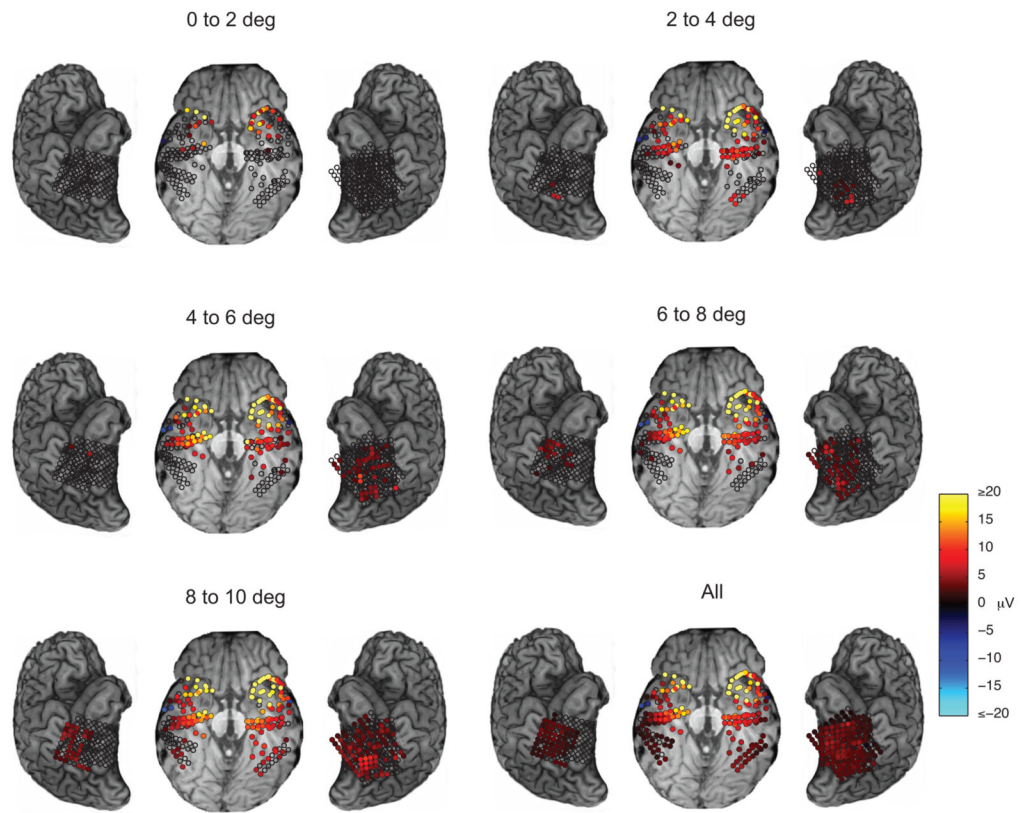 0 to 2 deg
2 to 4 deg
4 to 6 deg
6 to 8 deg
8 to 10 deg
All
≥20
15
10
5
0 μV
−5
−10
−15
≤−20